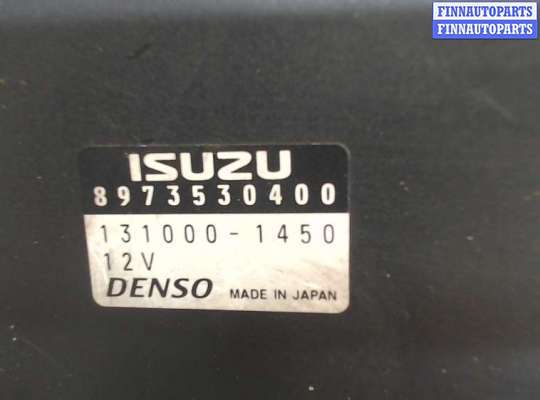 FINNAUTOPARTS
FINNAUTOPARTS
ISUZU
8973530400
131000-1450
12V
DENSO MADE IN JAPAN